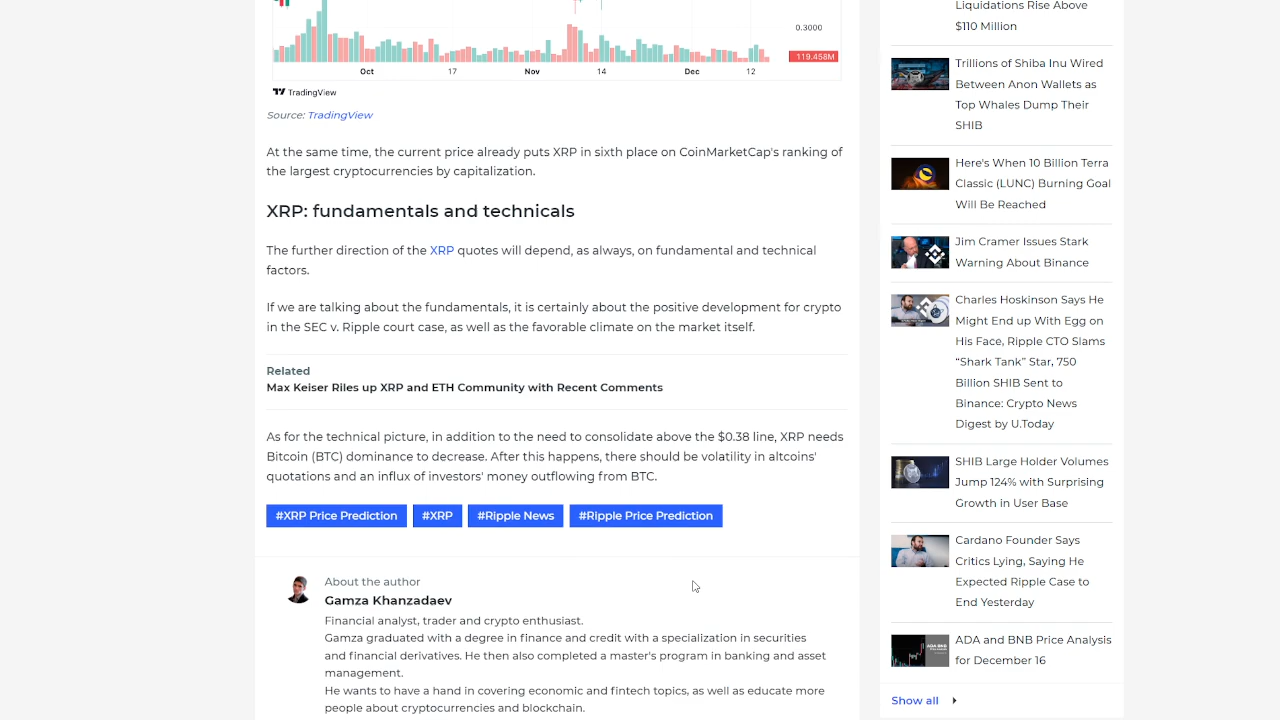 0.3000
119.458M
Oct 17 Nov 14 Dec 12
TradingView
Source: TradingView
At the same time, the current price already puts XRP in sixth place on CoinMarketCap's ranking of
the largest cryptocurrencies by capitalization.
XRP: fundamentals and technicals
The further direction of the XRP quotes will depend, as always, on fundamental and technical
factors.
If we are talking about the fundamentals, it is certainly about the positive development for crypto
in the SEC v. Ripple court case, as well as the favorable climate on the market itself.
Related
Max Keiser Riles up XRP and ETH Community with Recent Comments
As for the technical picture, in addition to the need to consolidate above the $0.38 line, XRP needs
Bitcoin (BTC) dominance to decrease. After this happens, there should be volatility in altcoins'
quotations and an influx of investors' money outflowing from BTC.
#XRP Price Prediction #XRP #Ripple News #Ripple Price Prediction
About the author
Gamza Khanzadaev
Financial analyst, trader and crypto enthusiast.
Gamza graduated with a degree in finance and credit with a specialization in securities
and financial derivatives. He then also completed a master's program in banking and asset
management.
He wants to have a hand in covering economic and fintech topics, as well as educate more
people about cryptocurrencies and blockchain.
Liquidations Rise Above
$110 Million
Trillions of Shiba Inu Wired
Between Anon Wallets as
Top Whales Dump Their
SHIB
Here's When 10 Billion Terra
Classic (LUNC) Burning Goal
Will Be Reached
Jim Cramer Issues Stark
Warning About Binance
Charles Hoskinson Says He
Might End up With Egg on
His Face, Ripple CTO Slams
“Shark Tank” Star, 750
Billion SHIB Sent to
Binance: Crypto News
Digest by U.Today
SHIB Large Holder Volumes
Jump 124% with Surprising
Growth in User Base
Cardano Founder Says
Critics Lying, Saying He
Expected Ripple Case to
End Yesterday
ADA and BNB Price Analysis
for December 16
Show all